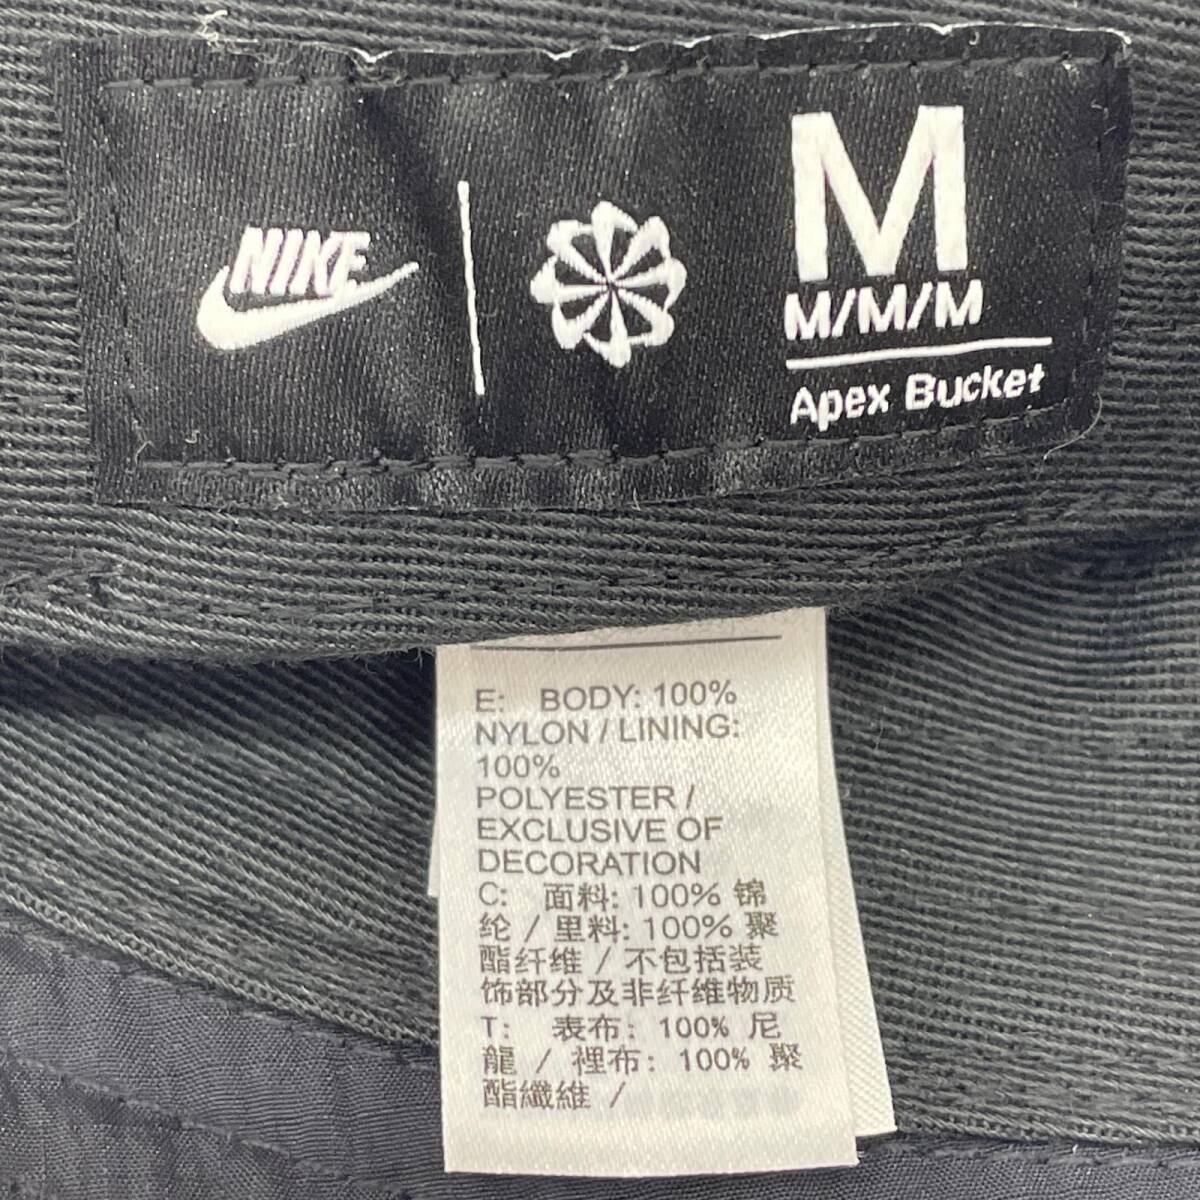 NIKE
M
M/M/M
Apex Bucket
E: BODY: 100%
NYLON / LINING:
100%
POLYESTER /
EXCLUSIVE OF
DECORATION
C: 面料: 100% 锦
纶 / 里料: 100% 聚
酯纤维 / 不包括装
饰部分及非纤维物质
T: 表布: 100% 尼
龍 / 裡布: 100% 聚
酯纖維 /